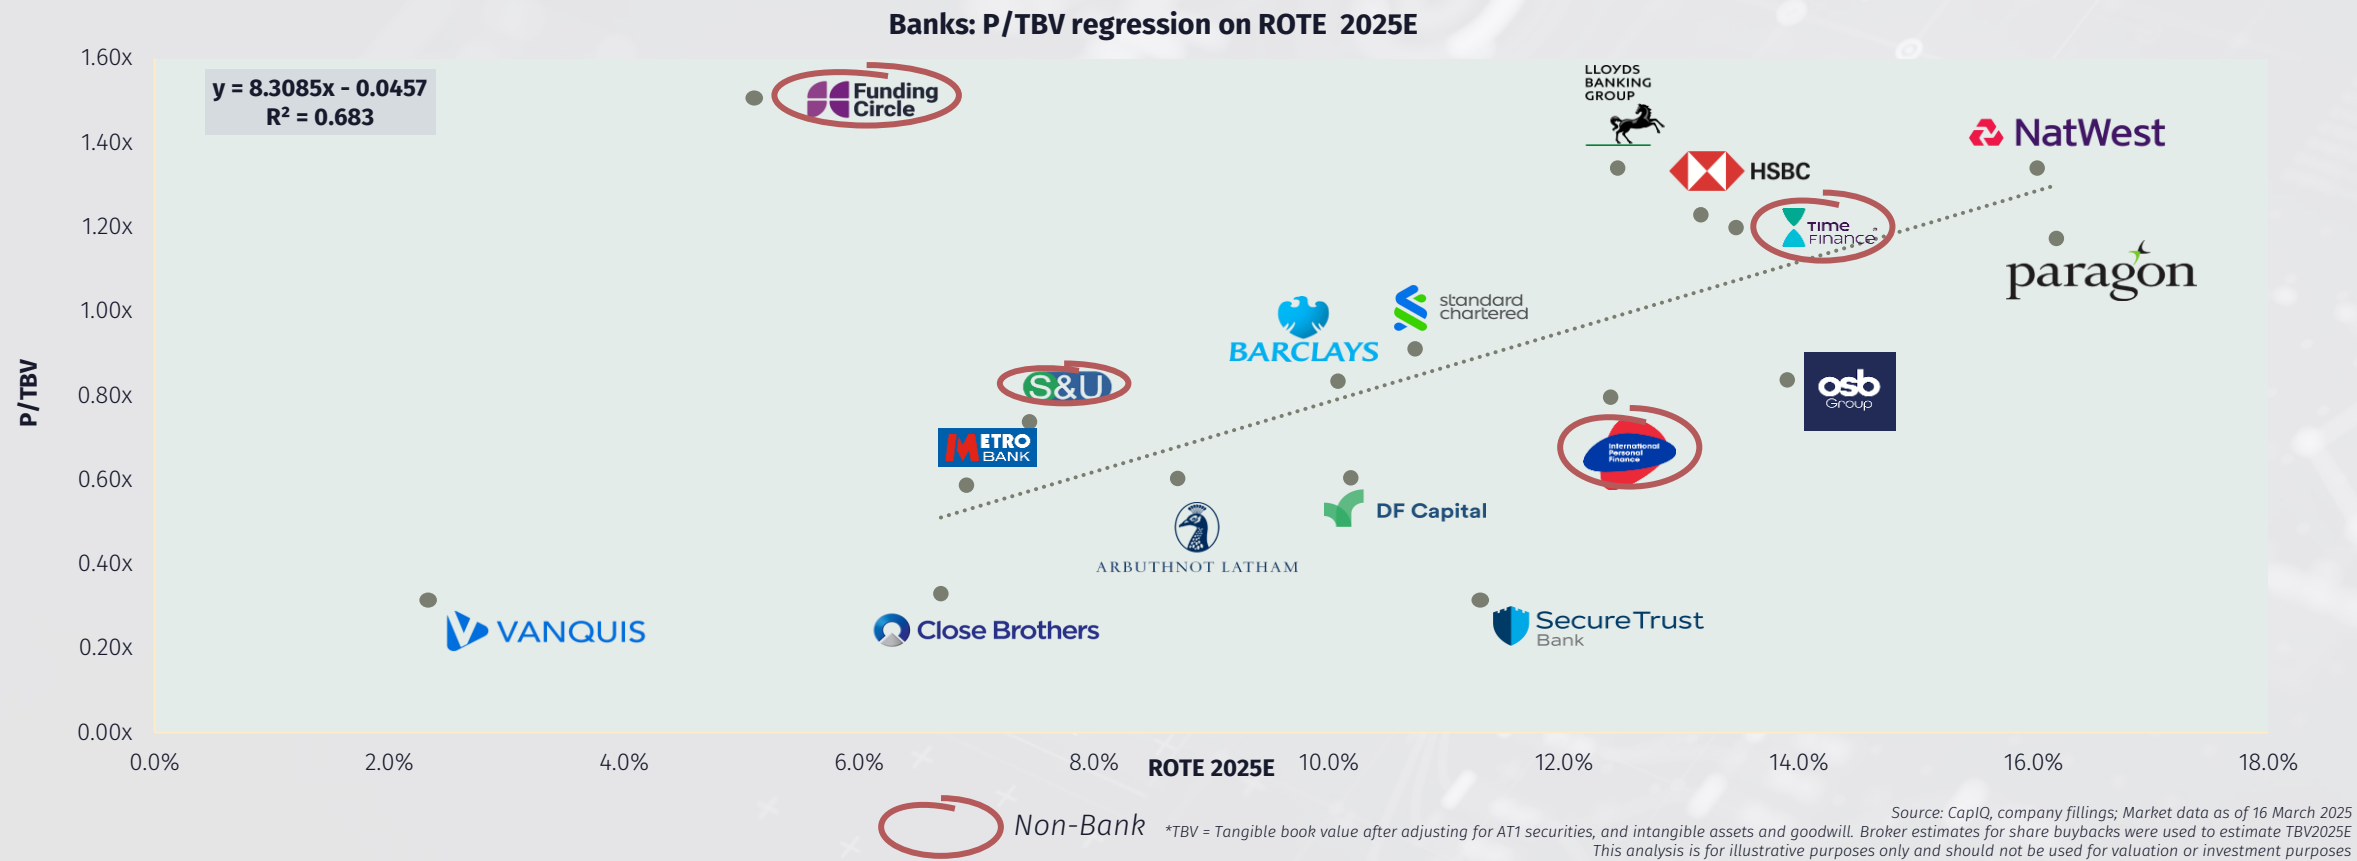 Banks: P/TBV regression on ROTE 2025E
1.60x
1.40x
1.20x
1.00x
0.80x
0.60x
0.40x
0.20x
0.00x
P/TBV
y = 8.3085x - 0.0457
R² = 0.683
Funding
Circle
LLOYDS
BANKING
GROUP
HSBC
NatWest
TIME
FINANCE
paragon
BARCLAYS
standard
chartered
S&U
METRO
BANK
osb
Group
International
Personal
Finance
DF Capital
ARBUTHNOT LATHAM
VANQUIS
Close Brothers
SecureTrust
Bank
0.0%
2.0%
4.0%
6.0%
8.0%
10.0%
12.0%
14.0%
16.0%
18.0%
ROTE 2025E
Non-Bank
Source: CapIQ, company fillings; Market data as of 16 March 2025
*TBV = Tangible book value after adjusting for AT1 securities, and intangible assets and goodwill. Broker estimates for share buybacks were used to estimate TBV2025E
This analysis is for illustrative purposes only and should not be used for valuation or investment purposes